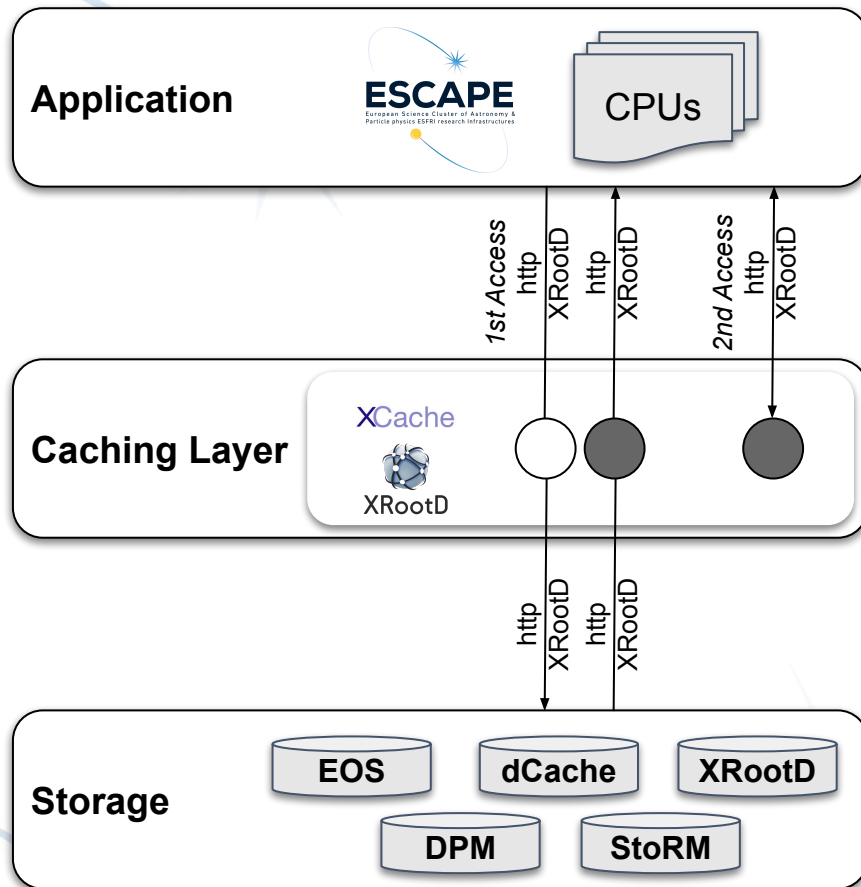 Application
ESCAPE
European Science Cluster of Astronomy &
Particle physics ESFRI research Infrastructures
CPUs
1st Access
http
XRootD
http
XRootD
2nd Access
http
XRootD
Caching Layer
XCache
XRootD
http
XRootD
http
XRootD
Storage
EOS
dCache
XRootD
DPM
StoRM